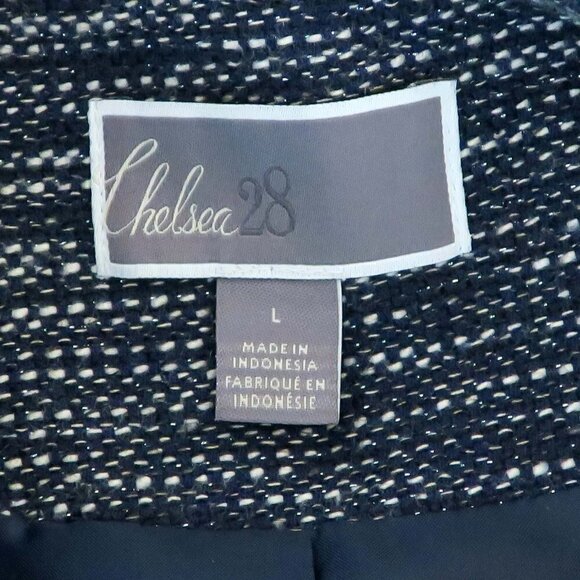 Chelsea28
L
MADE IN
INDONESIA
FABRIQUÉ EN
INDONÉSIE